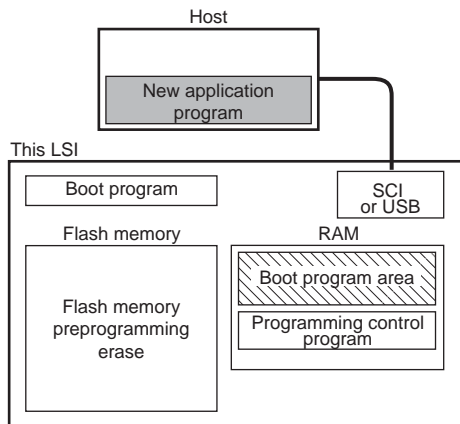 Host
New application
program
This LSI
Boot program
SCI
or USB
Flash memory
RAM
Flash memory
preprogramming
erase
Boot program area
Programming control
program